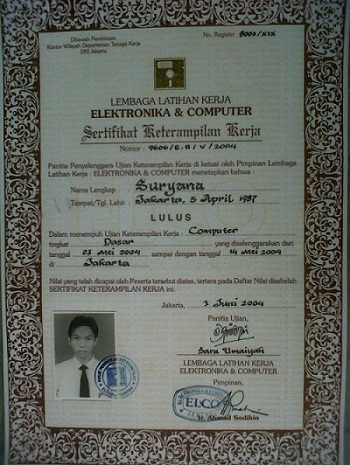 Dibawah Pembinaan
Kantor Wilayah Departemen Tenaga Kerja
DKI Jakarta
No. Register 9004/XIX
LEMBAGA LATIHAN KERJA
ELEKTRONIKA & COMPUTER
Sertifikat Keterampilan Kerja
Nomor : 9606/E.A/V/2004
Panitia Penyelenggara Ujian Keterampilan Kerja di ketuai oleh Pimpinan Lembaga
Latihan Kerja : ELEKTRONIKA & COMPUTER menetapkan bahwa :
Nama Lengkap : Suryana
Tempat/Tgl. Lahir : Jakarta, 5 April 1987
LULUS
Dalam menempuh Ujian Keterampilan Kerja : Computer
tingkat Dasar yang diselenggarakan dari
tanggal 03 Mei 2004 sampai dengan tanggal 14 Mei 2004
di Jakarta
Nilai yang telah dicapai oleh Peserta tersebut diatas, tertera pada Daftar Nilai disebelah
SERTIFIKAT KETERAMPILAN KERJA ini.
Jakarta, 3 Juni 2004
Panitia Ujian,
Sara Umaiyah
LEMBAGA LATIHAN KERJA
ELEKTRONIKA & COMPUTER
Pimpinan,
ELCO
H. Ahmad Sodikin